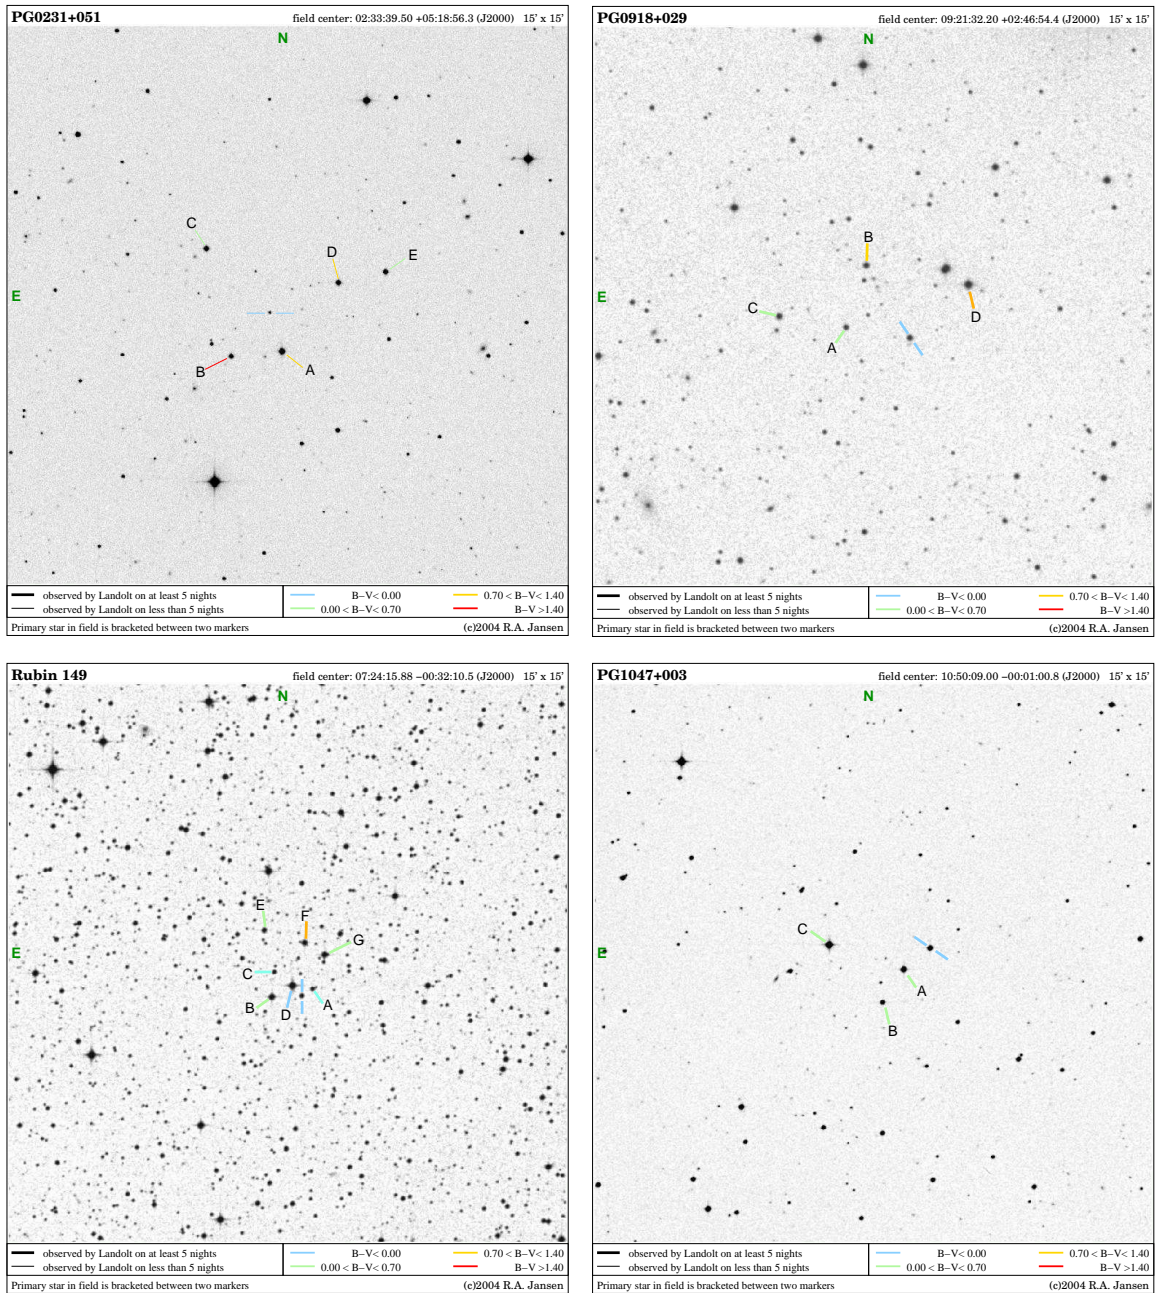 PG0231+051 field center: 02:33:39.50 +05:18:56.3 (J2000) 15' x 15'
N
C
D
E
E
B
A
observed by Landolt on at least 5 nights B−V< 0.00 0.70 < B−V< 1.40
observed by Landolt on less than 5 nights 0.00 < B−V< 0.70 B−V >1.40
Primary star in field is bracketed between two markers (c)2004 R.A. Jansen
PG0918+029 field center: 09:21:32.20 +02:46:54.4 (J2000) 15' x 15'
N
B
E
C
D
A
observed by Landolt on at least 5 nights B−V< 0.00 0.70 < B−V< 1.40
observed by Landolt on less than 5 nights 0.00 < B−V< 0.70 B−V >1.40
Primary star in field is bracketed between two markers (c)2004 R.A. Jansen
Rubin 149 field center: 07:24:15.88 −00:32:10.5 (J2000) 15' x 15'
N
E
F
G
E
C
B
D
A
observed by Landolt on at least 5 nights B−V< 0.00 0.70 < B−V< 1.40
observed by Landolt on less than 5 nights 0.00 < B−V< 0.70 B−V >1.40
Primary star in field is bracketed between two markers (c)2004 R.A. Jansen
PG1047+003 field center: 10:50:09.00 −00:01:00.8 (J2000) 15' x 15'
N
C
E
A
B
observed by Landolt on at least 5 nights B−V< 0.00 0.70 < B−V< 1.40
observed by Landolt on less than 5 nights 0.00 < B−V< 0.70 B−V >1.40
Primary star in field is bracketed between two markers (c)2004 R.A. Jansen